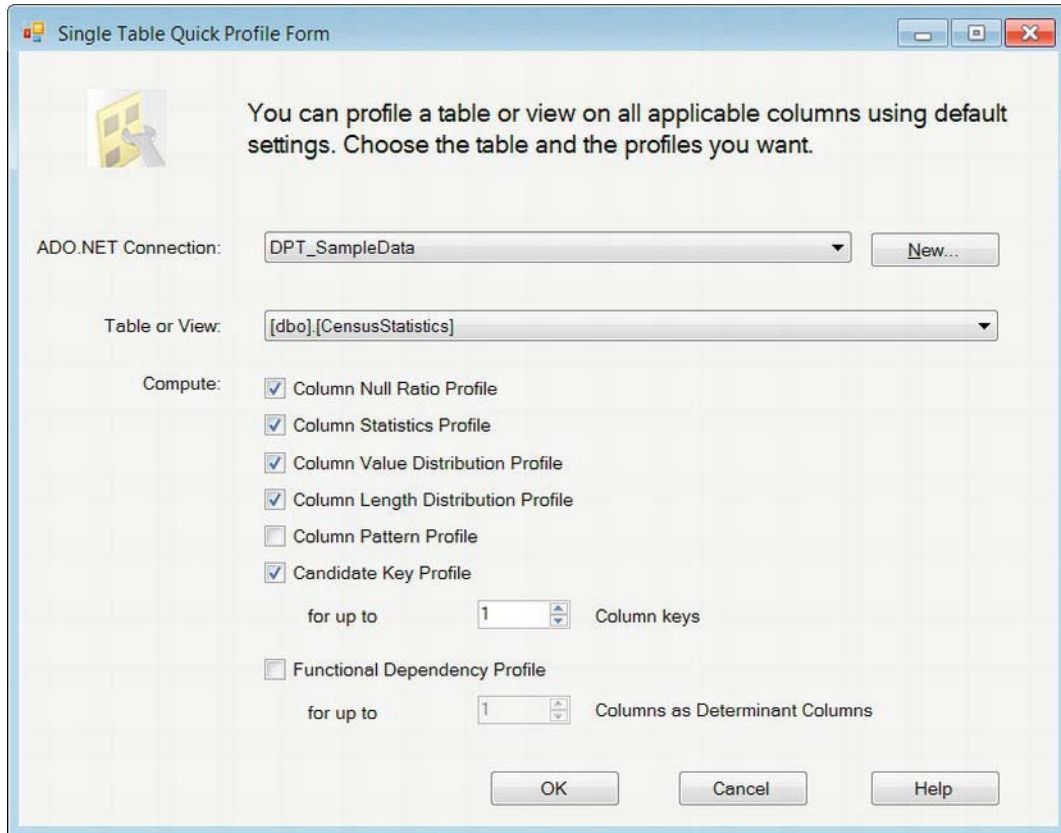 Single Table Quick Profile Form
You can profile a table or view on all applicable columns using default
settings. Choose the table and the profiles you want.
ADO.NET Connection: DPT_SampleData New...
Table or View: [dbo].[CensusStatistics]
Compute: Column Null Ratio Profile
Column Statistics Profile
Column Value Distribution Profile
Column Length Distribution Profile
Column Pattern Profile
Candidate Key Profile
for up to 1 Column keys
Functional Dependency Profile
for up to 1 Columns as Determinant Columns
OK Cancel Help